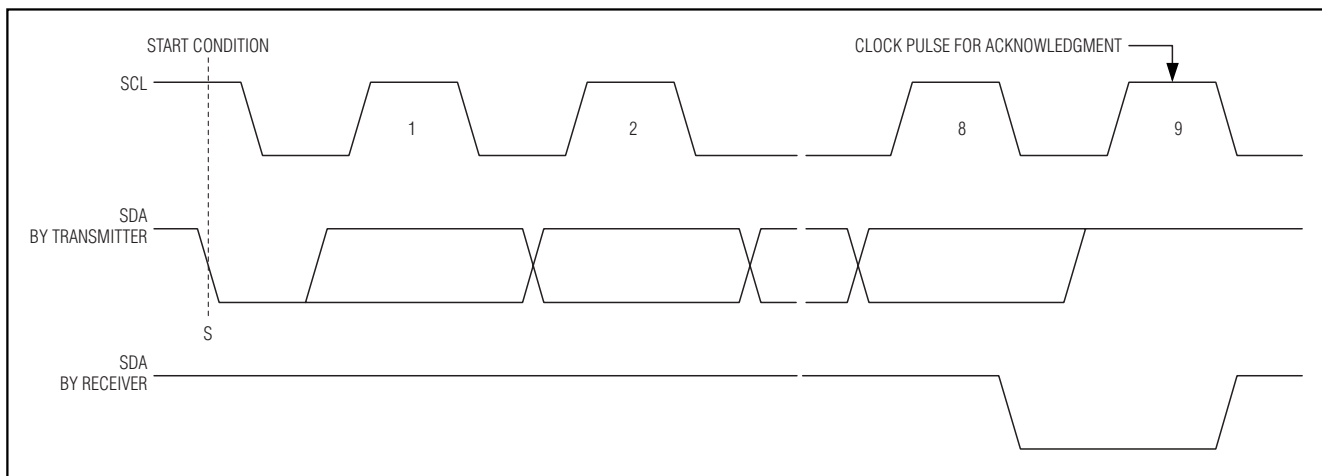 START CONDITION
CLOCK PULSE FOR ACKNOWLEDGMENT
SCL
1
2
8
9
SDA
BY TRANSMITTER
S
SDA
BY RECEIVER